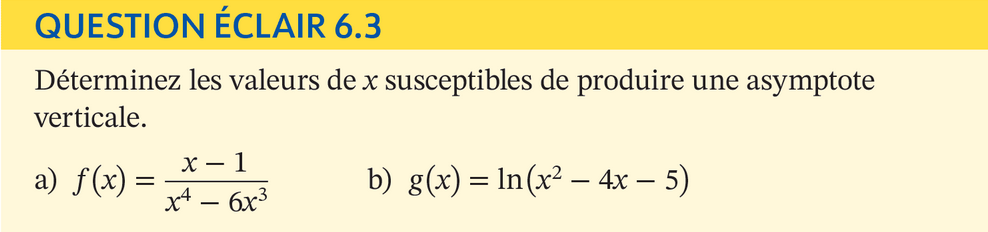 QUESTION ÉCLAIR 6.3
Déterminez les valeurs de x susceptibles de produire une asymptote
verticale.
a) f(x) = (x − 1)/(x⁴ − 6x³) b) g(x) = ln(x² − 4x − 5)